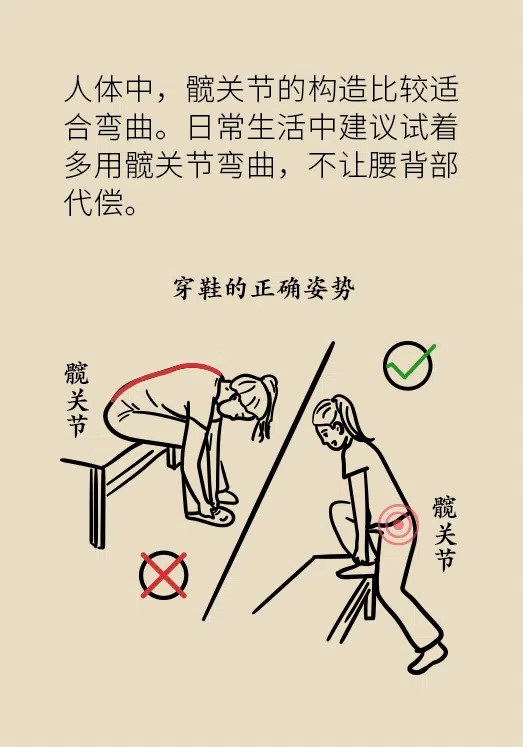 人体中，髋关节的构造比较适
合弯曲。日常生活中建议试着
多用髋关节弯曲，不让腰背部
代偿。
穿鞋的正确姿势
髋关节
髋关节